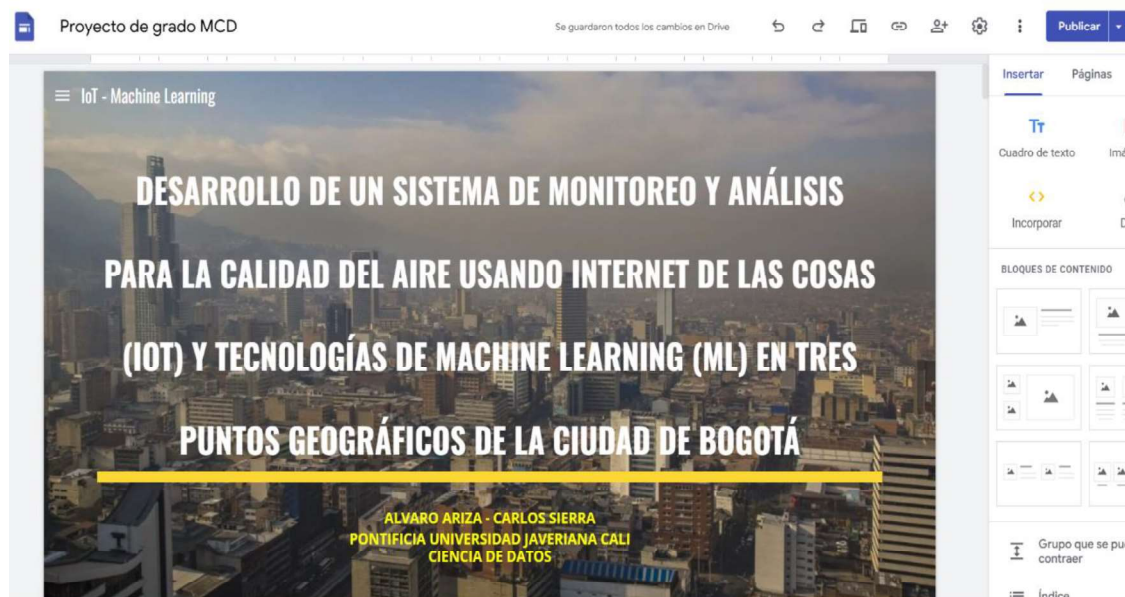 Proyecto de grado MCD
Se guardaron todos los cambios en Drive
Publicar
IoT - Machine Learning
DESARROLLO DE UN SISTEMA DE MONITOREO Y ANÁLISIS
PARA LA CALIDAD DEL AIRE USANDO INTERNET DE LAS COSAS
(IOT) Y TECNOLOGÍAS DE MACHINE LEARNING (ML) EN TRES
PUNTOS GEOGRÁFICOS DE LA CIUDAD DE BOGOTÁ
ALVARO ARIZA - CARLOS SIERRA
PONTIFICIA UNIVERSIDAD JAVERIANA CALI
CIENCIA DE DATOS
Insertar Páginas
Cuadro de texto
Incorporar
BLOQUES DE CONTENIDO
Grupo que se
contraer
Índice